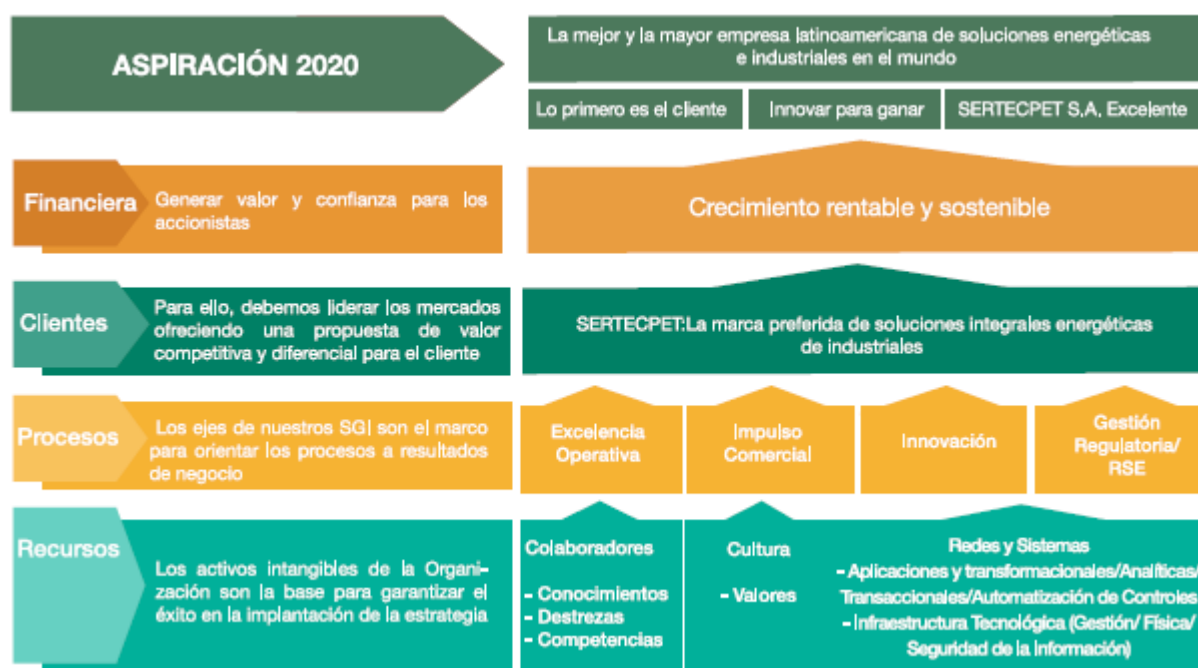 ASPIRACIÓN 2020
La mejor y la mayor empresa latinoamericana de soluciones energéticas
e industriales en el mundo
Lo primero es el cliente
Innovar para ganar
SERTECPET S.A. Excelente
Financiera
Generar valor y confianza para los
accionistas
Crecimiento rentable y sostenible
Clientes
Para ello, debemos liderar los mercados
ofreciendo una propuesta de valor
competitiva y diferencial para el cliente
SERTECPET:La marca preferida de soluciones integrales energéticas
de industriales
Procesos
Los ejes de nuestros SGI son el marco
para orientar los procesos a resultados
de negocio
Excelencia
Operativa
Impulso
Comercial
Innovación
Gestión
Regulatoria/
RSE
Recursos
Los activos intangibles de la Organi-
zación son la base para garantizar el
éxito en la implantación de la estrategia
Colaboradores
- Conocimientos
- Destrezas
- Competencias
Cultura
- Valores
Redes y Sistemas
- Aplicaciones y transformacionales/Analíticas/
Transaccionales/Automatización de Controles
- Infraestructura Tecnológica (Gestión/ Física/
Seguridad de la Información)